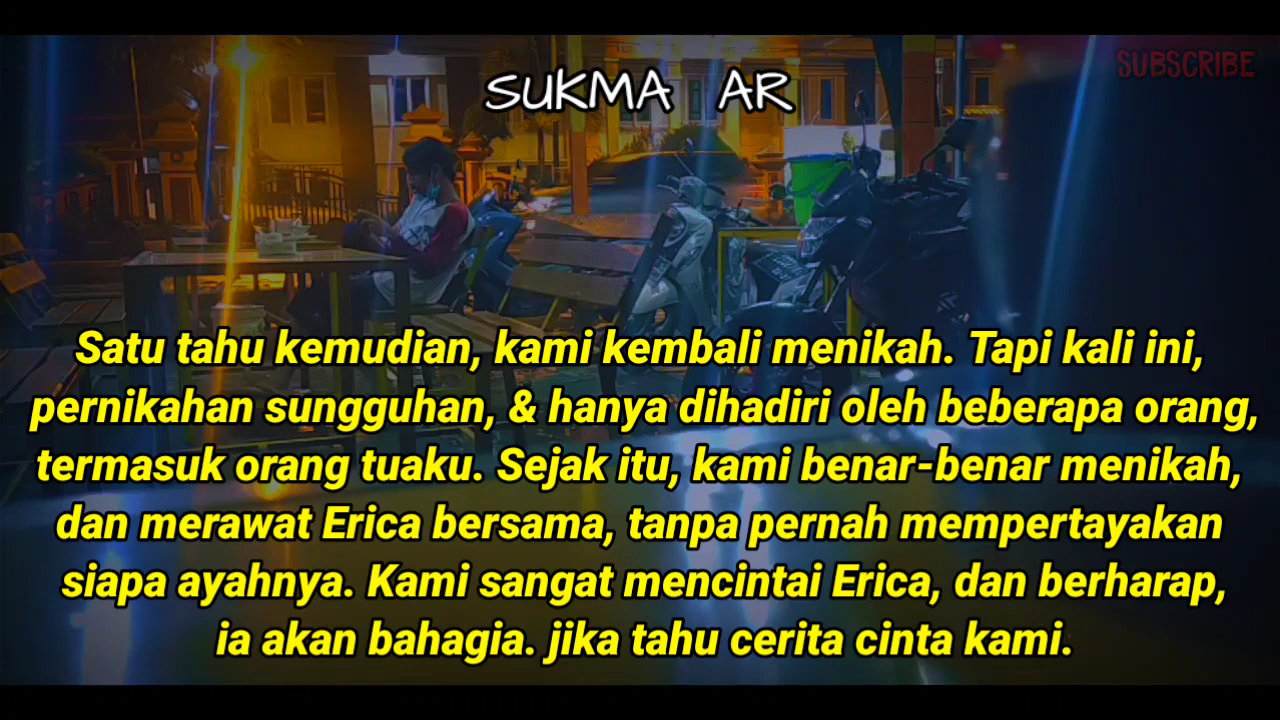 SUBSCRIBE
SUKMA AR
Satu tahu kemudian, kami kembali menikah. Tapi kali ini,
pernikahan sungguhan, & hanya dihadiri oleh beberapa orang,
termasuk orang tuaku. Sejak itu, kami benar-benar menikah,
dan merawat Erica bersama, tanpa pernah mempertayakan
siapa ayahnya. Kami sangat mencintai Erica, dan berharap,
ia akan bahagia. jika tahu cerita cinta kami.